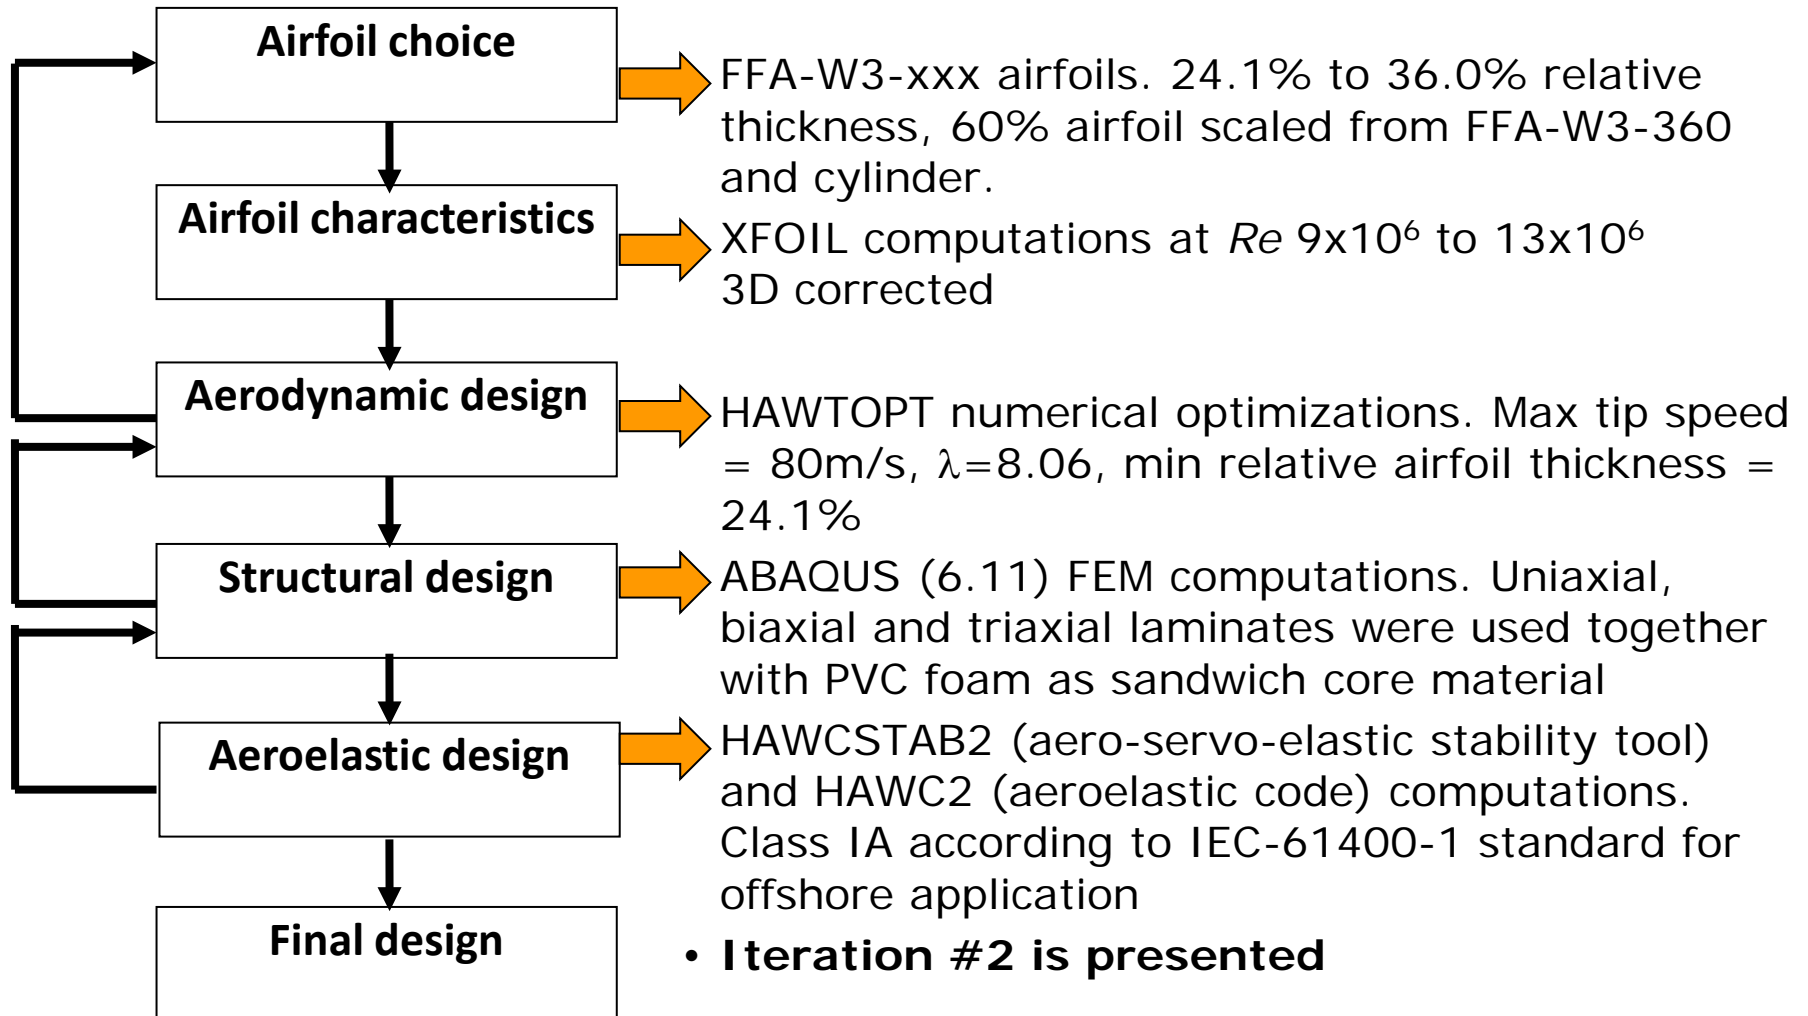 Airfoil choice
FFA-W3-xxx airfoils. 24.1% to 36.0% relative
thickness, 60% airfoil scaled from FFA-W3-360
and cylinder.
Airfoil characteristics
XFOIL computations at Re 9x10⁶ to 13x10⁶
3D corrected
Aerodynamic design
HAWTOPT numerical optimizations. Max tip speed
= 80m/s, λ=8.06, min relative airfoil thickness =
24.1%
Structural design
ABAQUS (6.11) FEM computations. Uniaxial,
biaxial and triaxial laminates were used together
with PVC foam as sandwich core material
Aeroelastic design
HAWCSTAB2 (aero-servo-elastic stability tool)
and HAWC2 (aeroelastic code) computations.
Class IA according to IEC-61400-1 standard for
offshore application
Final design
• Iteration #2 is presented